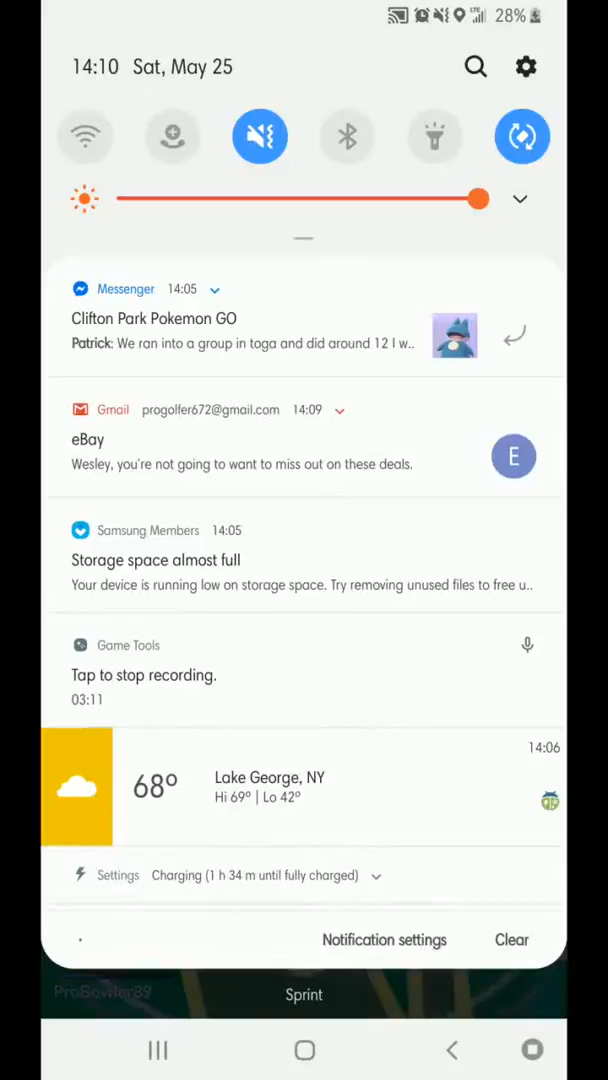 LTE 28%
14:10 Sat, May 25
Messenger 14:05
Clifton Park Pokemon GO
Patrick: We ran into a group in toga and did around 12 I w..
Gmail progolfer672@gmail.com 14:09
eBay
E
Wesley, you're not going to want to miss out on these deals.
Samsung Members 14:05
Storage space almost full
Your device is running low on storage space. Try removing unused files to free u..
Game Tools
Tap to stop recording.
03:11
14:06
68° Lake George, NY
Hi 69° | Lo 42°
Settings Charging (1 h 34 m until fully charged)
Notification settings Clear
ProBowler89
Sprint